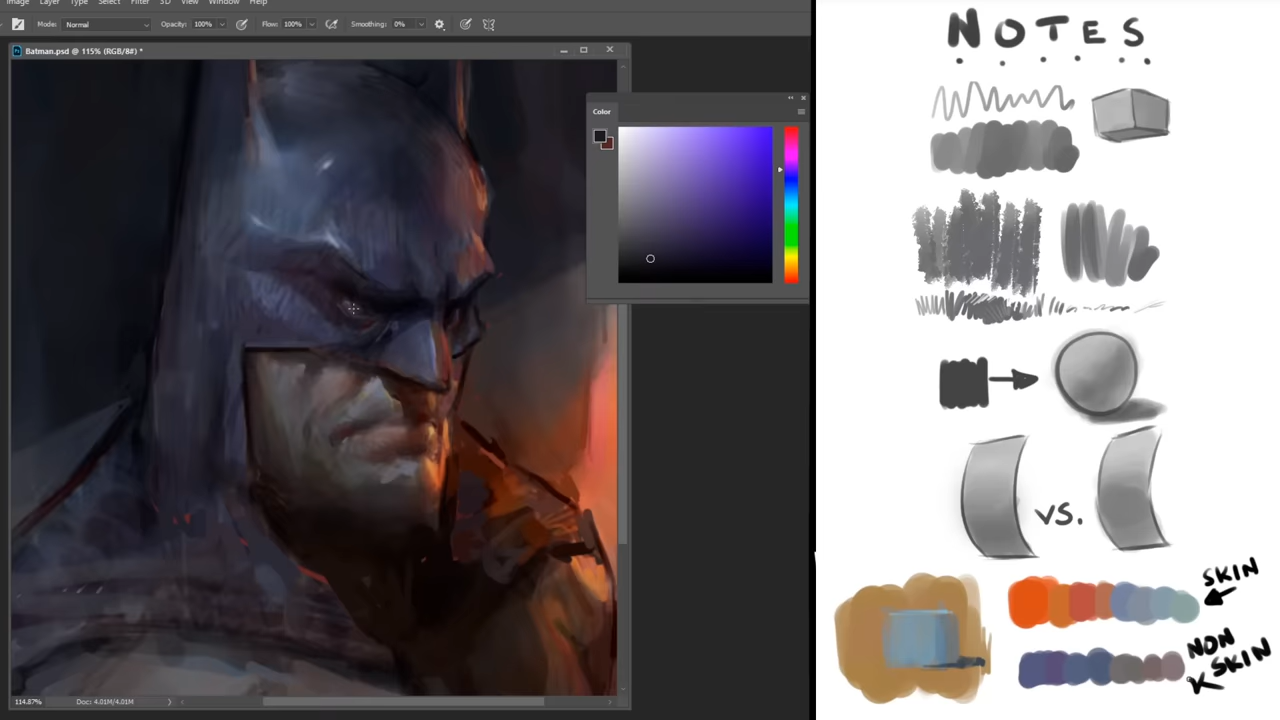 Image Layer Type Select Filter 3D View Window Help
Mode: Normal Opacity: 100% Flow: 100% Smoothing: 0%
Batman.psd @ 115% (RGB/8#) *
Color
114.87% Doc: 4.01M/4.01M
NOTES
VS.
SKIN
NON
SKIN